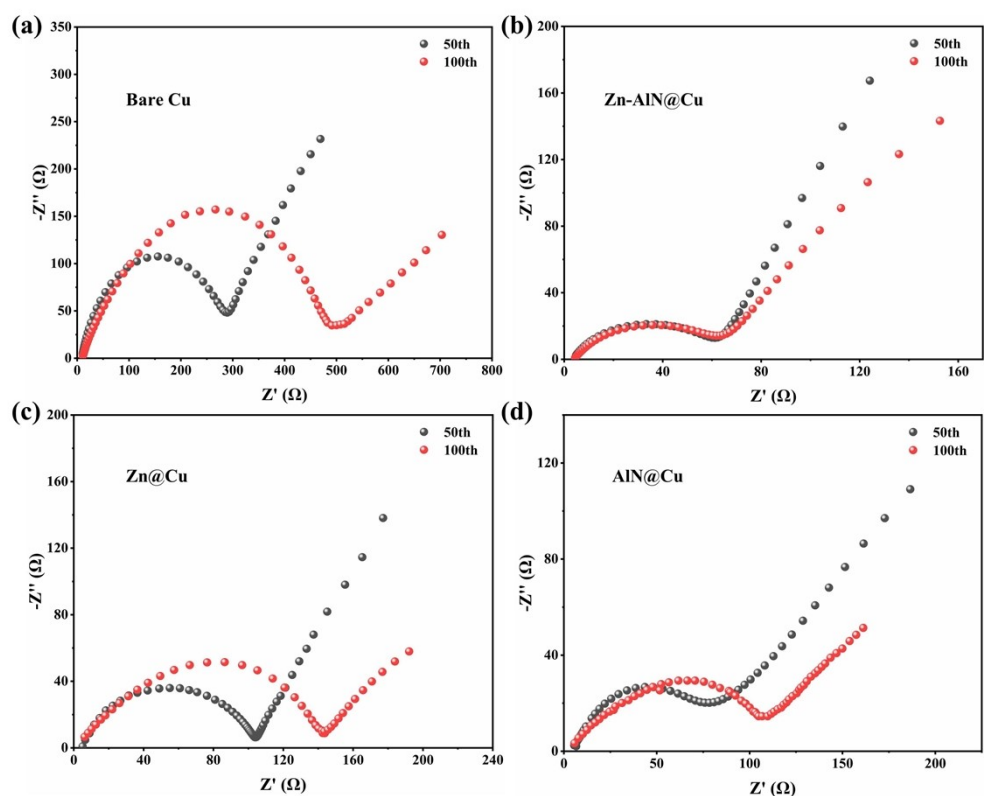 (a)
350
300
250
200
150
100
50
0
-Z'' (Ω)
Bare Cu
50th
100th
0 100 200 300 400 500 600 700 800
Z' (Ω)
(b)
200
160
120
80
40
0
-Z'' (Ω)
Zn-AlN@Cu
50th
100th
0 40 80 120 160
Z' (Ω)
(c)
200
160
120
80
40
0
-Z'' (Ω)
Zn@Cu
50th
100th
0 40 80 120 160 200 240
Z' (Ω)
(d)
120
80
40
0
-Z'' (Ω)
AlN@Cu
50th
100th
0 50 100 150 200
Z' (Ω)